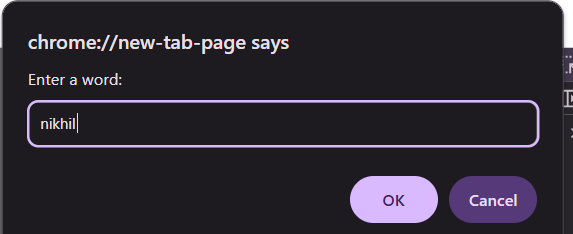 chrome://new-tab-page says
Enter a word:
nikhil
OK
Cancel